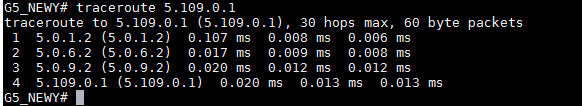 G5_NEWY# traceroute 5.109.0.1
traceroute to 5.109.0.1 (5.109.0.1), 30 hops max, 60 byte packets
 1  5.0.1.2 (5.0.1.2)  0.107 ms  0.008 ms  0.006 ms
 2  5.0.6.2 (5.0.6.2)  0.017 ms  0.009 ms  0.008 ms
 3  5.0.9.2 (5.0.9.2)  0.020 ms  0.012 ms  0.012 ms
 4  5.109.0.1 (5.109.0.1)  0.020 ms  0.013 ms  0.013 ms
G5_NEWY#